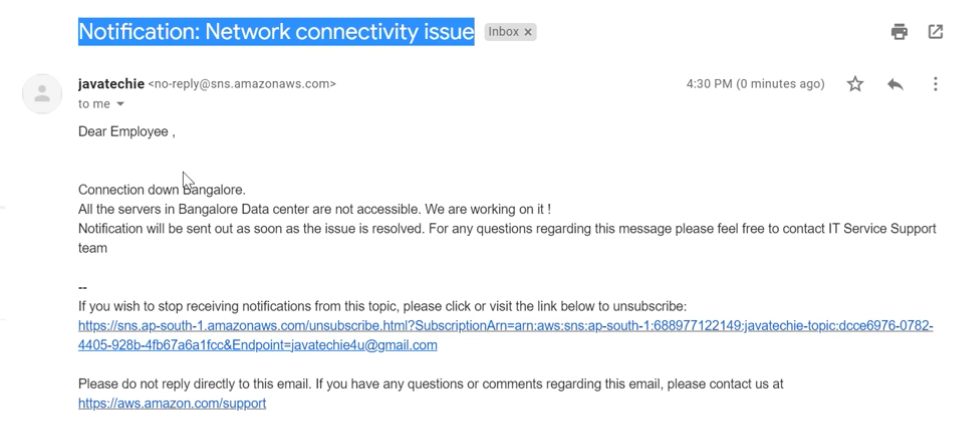 Notification: Network connectivity issue Inbox ×
javatechie <no-reply@sns.amazonaws.com> 4:30 PM (0 minutes ago)
to me
Dear Employee ,
Connection down Bangalore.
All the servers in Bangalore Data center are not accessible. We are working on it !
Notification will be sent out as soon as the issue is resolved. For any questions regarding this message please feel free to contact IT Service Support
team
--
If you wish to stop receiving notifications from this topic, please click or visit the link below to unsubscribe:
https://sns.ap-south-1.amazonaws.com/unsubscribe.html?SubscriptionArn=arn:aws:sns:ap-south-1:688977122149:javatechie-topic:dcce6976-0782-
4405-928b-4fb67a6a1fcc&Endpoint=javatechie4u@gmail.com
Please do not reply directly to this email. If you have any questions or comments regarding this email, please contact us at
https://aws.amazon.com/support